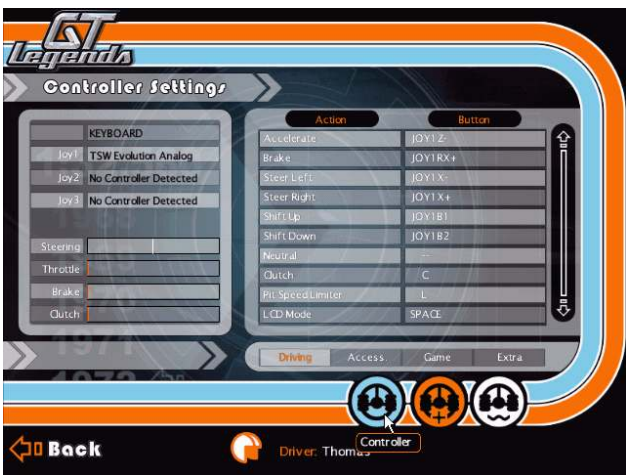 GT
Legends
Controller Settings
Action Button
KEYBOARD
Joy1 TSW Evolution Analog
Joy2 No Controller Detected
Joy3 No Controller Detected
Steering
Throttle
Brake
Clutch
Accelerate JOY1Z-
Brake JOY1RX+
Steer Left JOY1X-
Steer Right JOY1X+
Shift Up JOY1B1
Shift Down JOY1B2
Neutral --
Clutch C
Pit Speed Limiter L
LCD Mode SPACE
Driving Access. Game Extra
1971
1972
Controller
Back
Driver: Thomas